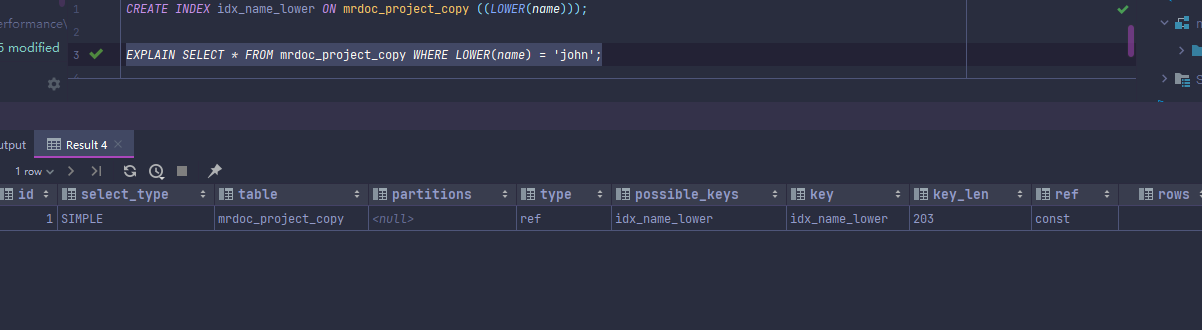 1 CREATE INDEX idx_name_lower ON mrdoc_project_copy ((LOWER(name)));
erformance\
2
5 modified
3 EXPLAIN SELECT * FROM mrdoc_project_copy WHERE LOWER(name) = 'john';
utput Result 4
1 row
id select_type table partitions type possible_keys key key_len ref rows
1 SIMPLE mrdoc_project_copy <null> ref idx_name_lower idx_name_lower 203 const